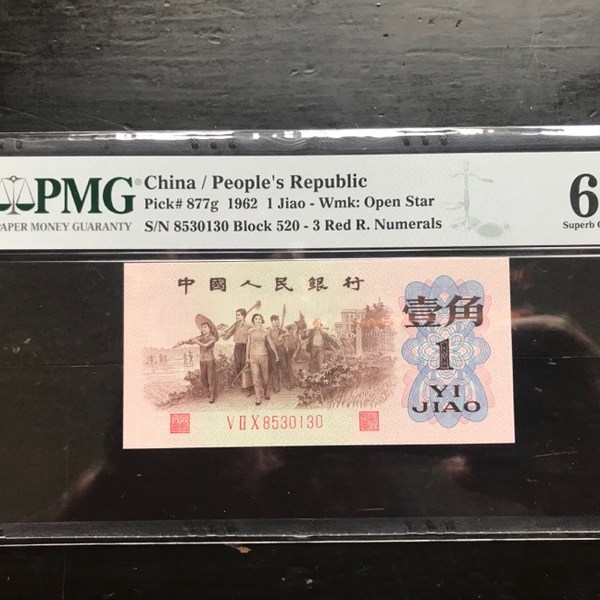 PMG
PAPER MONEY GUARANTY
China / People's Republic
Pick# 877g 1962 1 Jiao - Wmk: Open Star
S/N 8530130 Block 520 - 3 Red R. Numerals
6
Superb
中國人民銀行
壹角
1
YI
JIAO
V II X 8530130